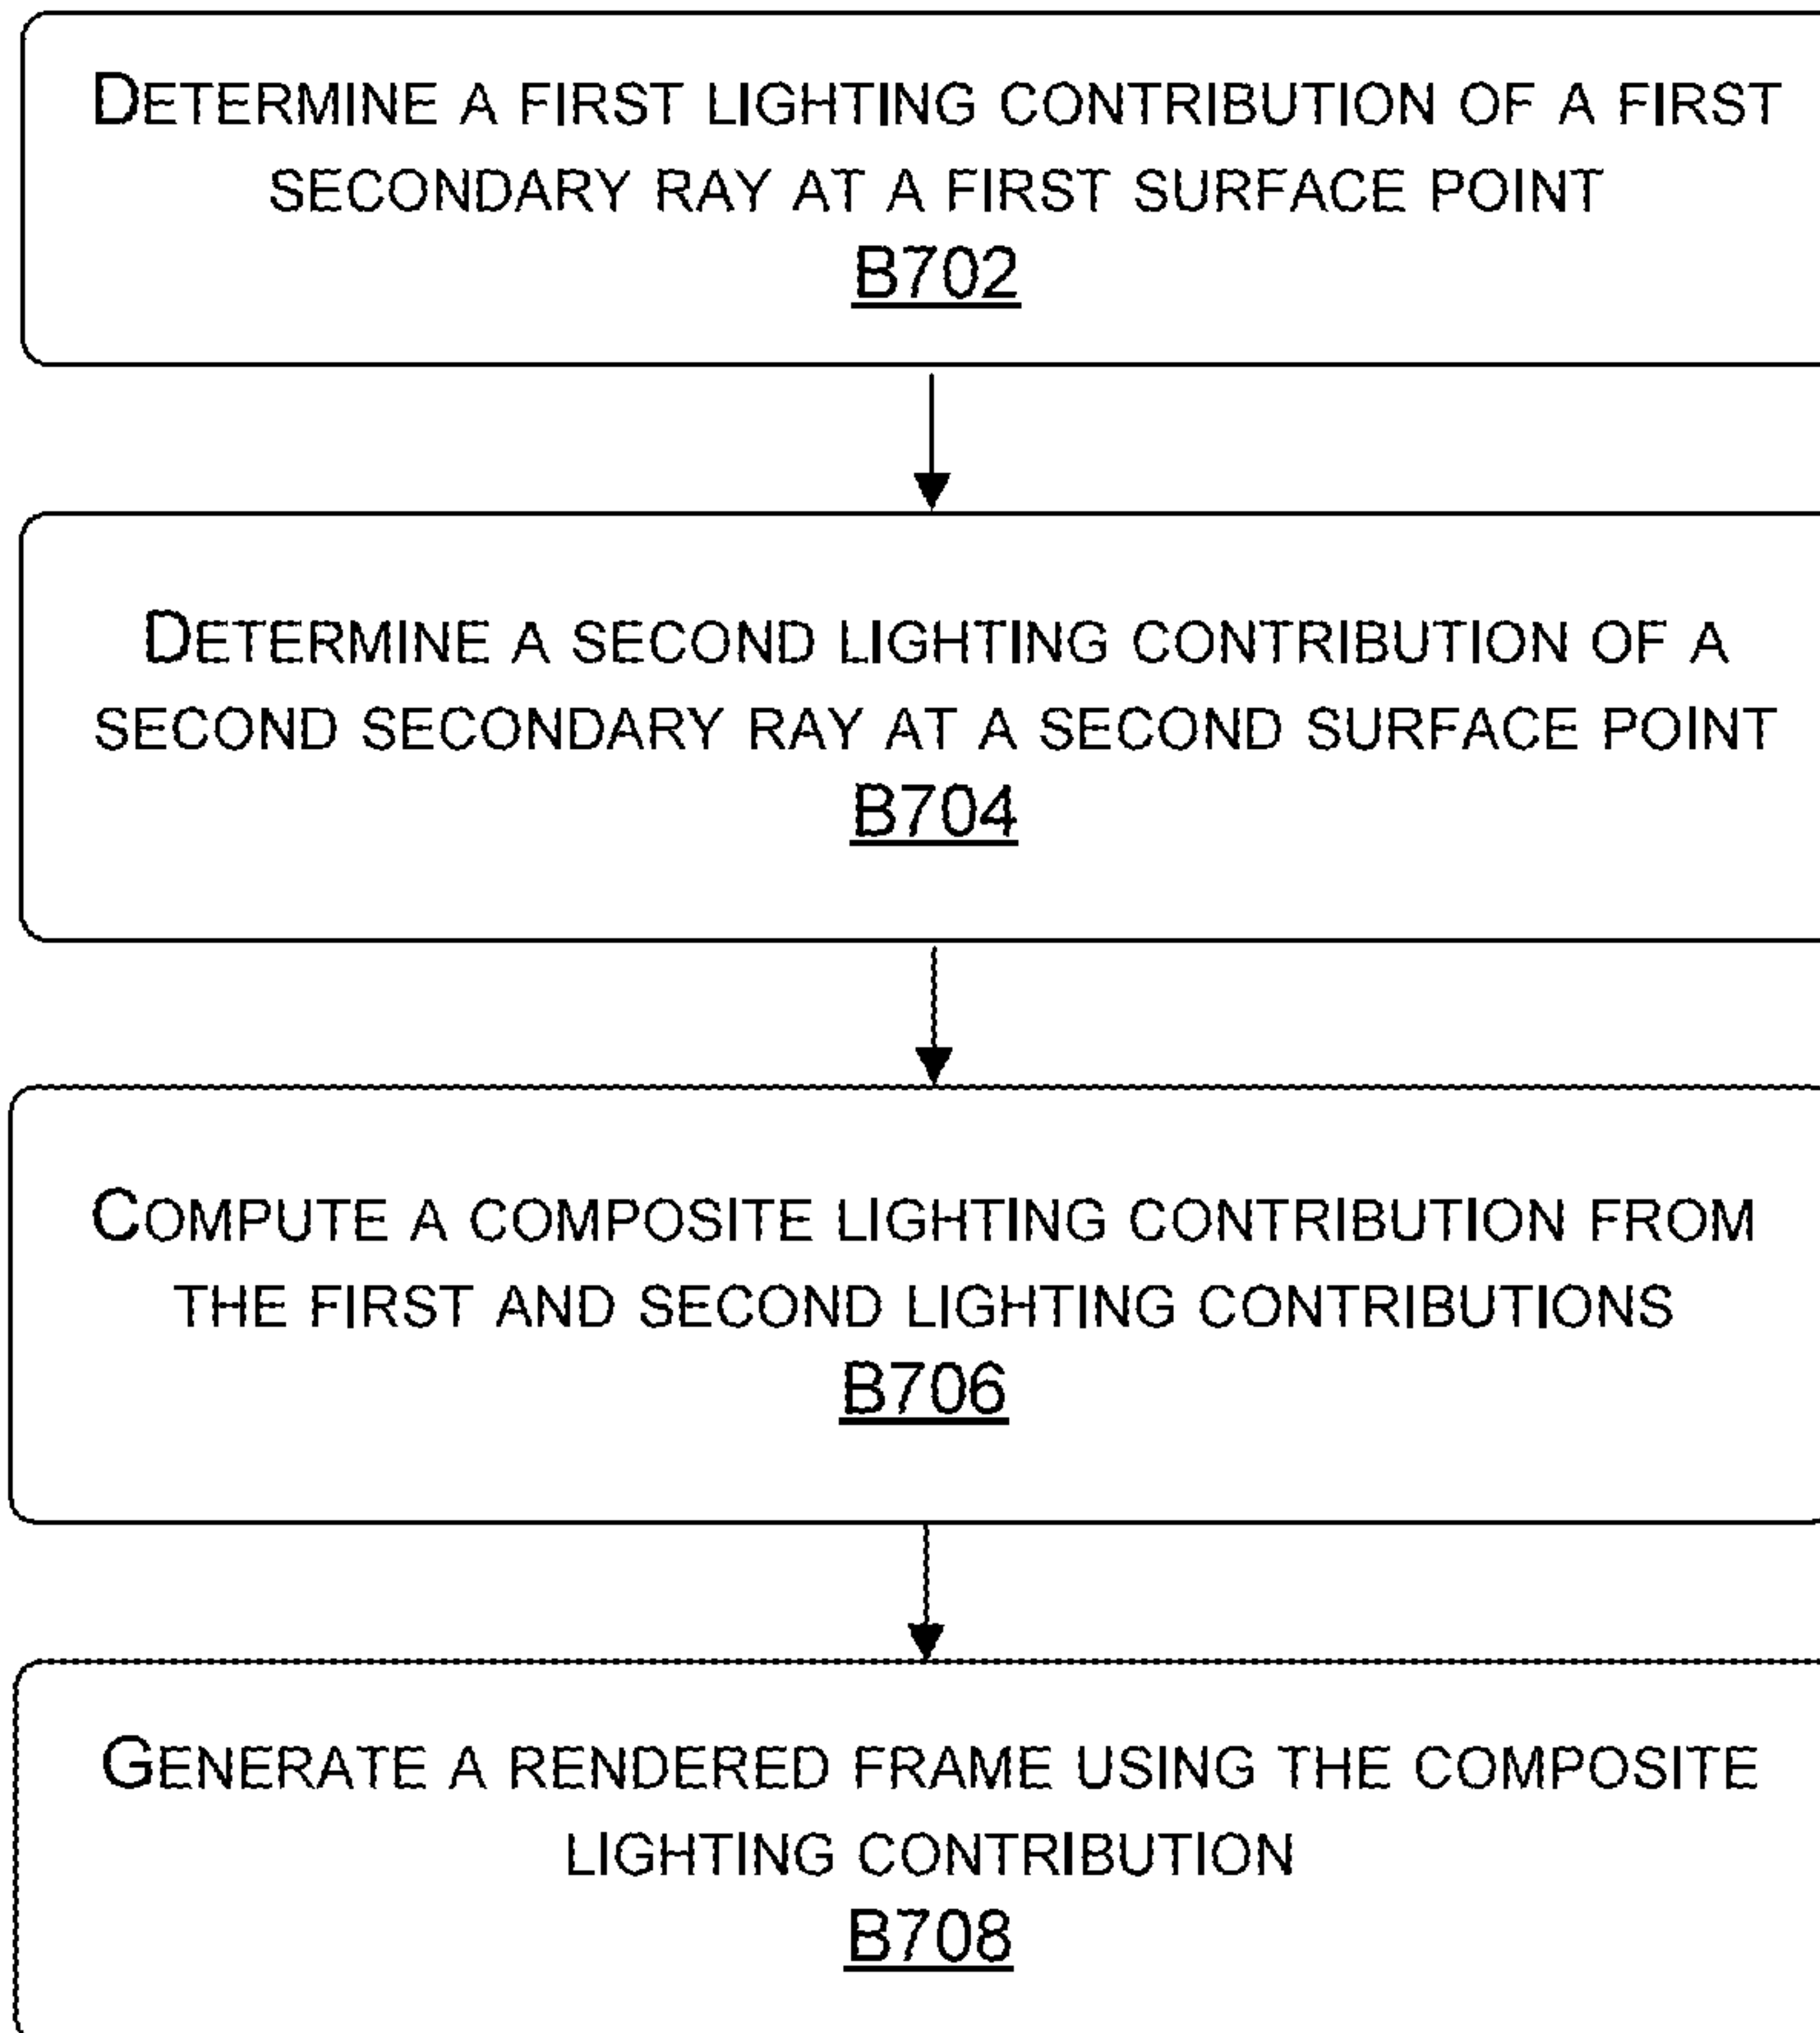 DETERMINE A FIRST LIGHTING CONTRIBUTION OF A FIRST
SECONDARY RAY AT A FIRST SURFACE POINT
B702
DETERMINE A SECOND LIGHTING CONTRIBUTION OF A
SECOND SECONDARY RAY AT A SECOND SURFACE POINT
B704
COMPUTE A COMPOSITE LIGHTING CONTRIBUTION FROM
THE FIRST AND SECOND LIGHTING CONTRIBUTIONS
B706
GENERATE A RENDERED FRAME USING THE COMPOSITE
LIGHTING CONTRIBUTION
B708